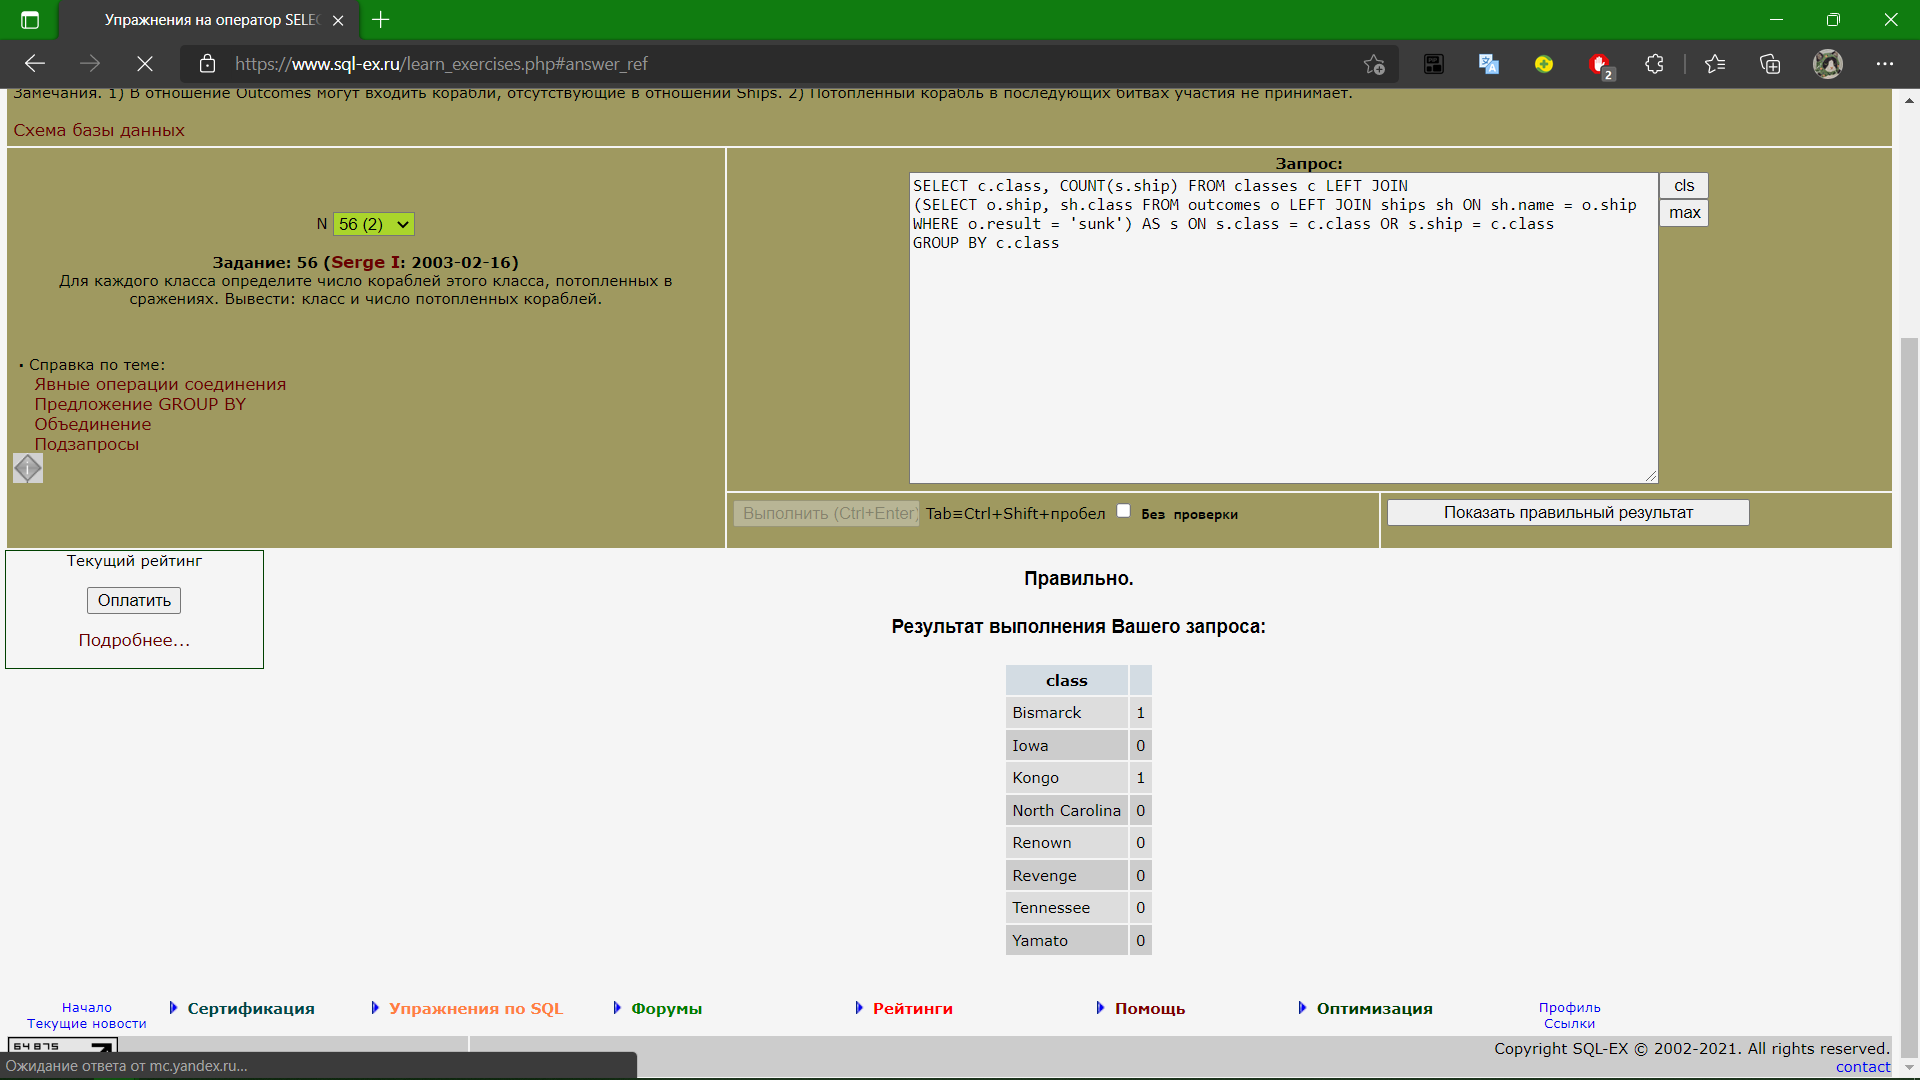 Упражнения на оператор SELEC
https://www.sql-ex.ru/learn_exercises.php#answer_ref
2
Замечания. 1) В отношение Outcomes могут входить корабли, отсутствующие в отношении Ships. 2) Потопленный корабль в последующих битвах участия не принимает.
Схема базы данных
N 56 (2)
Задание: 56 (Serge I: 2003-02-16)
Для каждого класса определите число кораблей этого класса, потопленных в
сражениях. Вывести: класс и число потопленных кораблей.
· Справка по теме:
Явные операции соединения
Предложение GROUP BY
Объединение
Подзапросы
Запрос:
SELECT c.class, COUNT(s.ship) FROM classes c LEFT JOIN
(SELECT o.ship, sh.class FROM outcomes o LEFT JOIN ships sh ON sh.name = o.ship
WHERE o.result = 'sunk') AS s ON s.class = c.class OR s.ship = c.class
GROUP BY c.class
cls
max
Выполнить (Ctrl+Enter) Tab≡Ctrl+Shift+пробел Без проверки
Показать правильный результат
Текущий рейтинг
Оплатить
Подробнее...
Правильно.
Результат выполнения Вашего запроса:
class
Bismarck 1
Iowa 0
Kongo 1
North Carolina 0
Renown 0
Revenge 0
Tennessee 0
Yamato 0
Начало
Текущие новости
Сертификация
Упражнения по SQL
Форумы
Рейтинги
Помощь
Оптимизация
Профиль
Ссылки
64875
Copyright SQL-EX © 2002-2021. All rights reserved.
contact
Ожидание ответа от mc.yandex.ru...